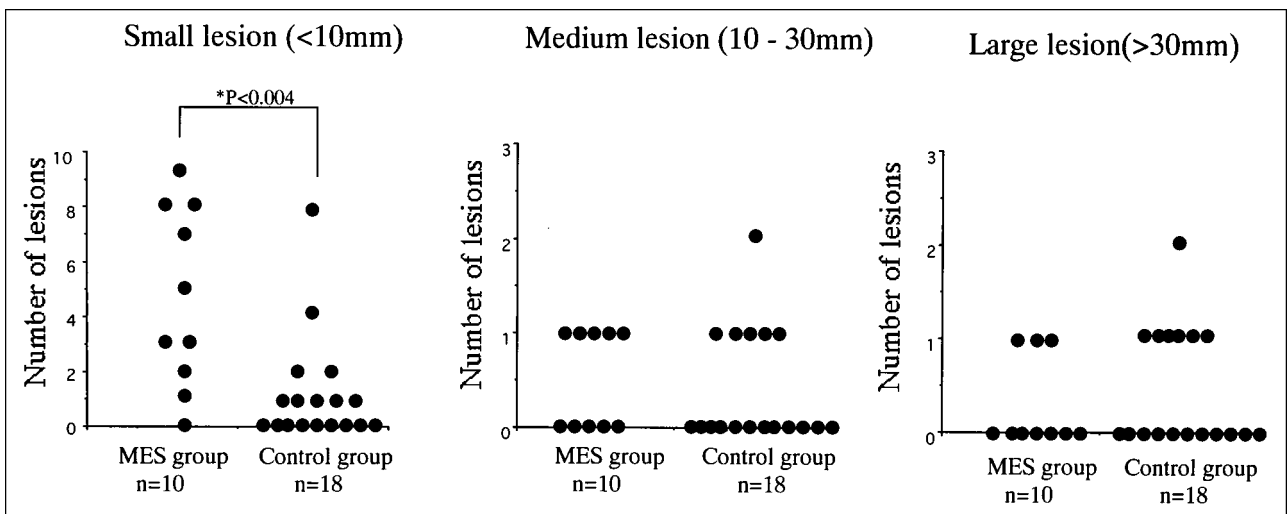 Small lesion (<10mm)
*P<0.004
Number of lesions
10
8
6
4
2
0
MES group
n=10
Control group
n=18
Medium lesion (10 - 30mm)
Number of lesions
3
2
1
0
MES group
n=10
Control group
n=18
Large lesion(>30mm)
Number of lesions
3
2
1
0
MES group
n=10
Control group
n=18